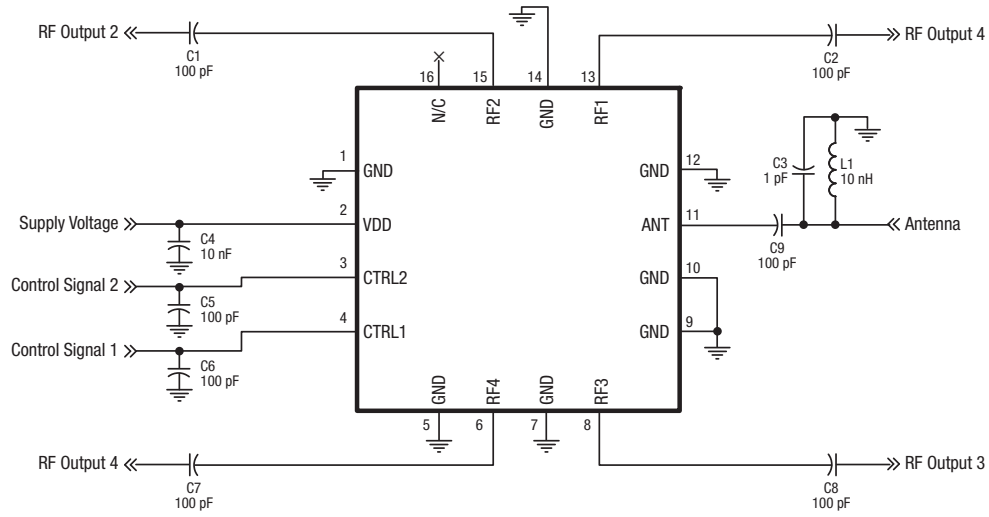 RF Output 2
C1
100 pF
RF Output 4
C2
100 pF
16
15
14
13
N/C
RF2
GND
RF1
1
GND
Supply Voltage
2
VDD
C4
10 nF
Control Signal 2
3
CTRL2
C5
100 pF
Control Signal 1
4
CTRL1
C6
100 pF
GND
12
C3
1 pF
L1
10 nH
ANT
11
Antenna
C9
100 pF
GND
10
GND
9
GND
RF4
GND
RF3
5
6
7
8
RF Output 4
C7
100 pF
RF Output 3
C8
100 pF